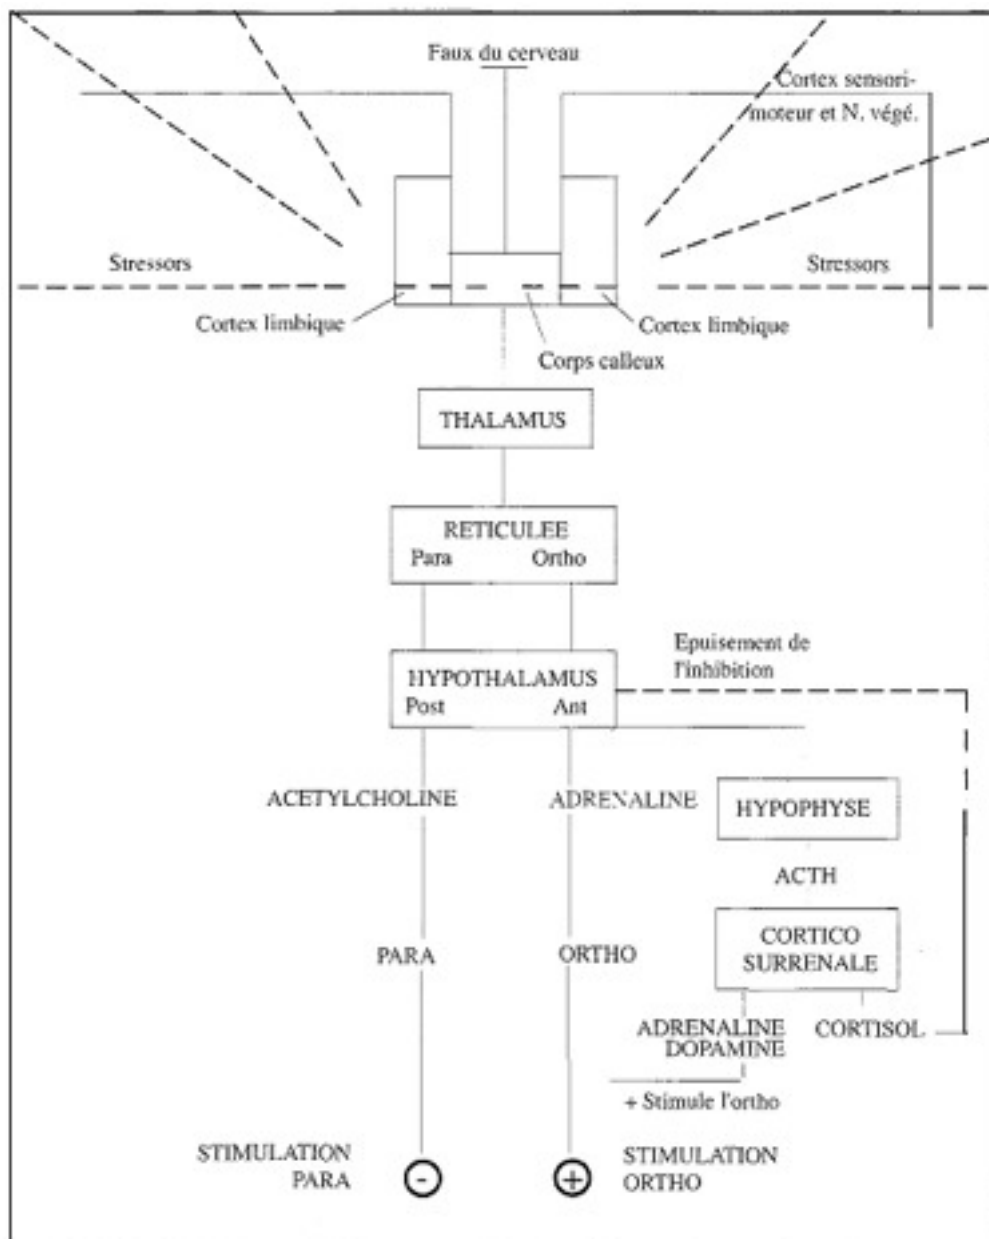 Faux du cerveau
Cortex sensori-
moteur et N. végé.
Stressors
Stressors
Cortex limbique
Cortex limbique
Corps calleux
THALAMUS
RETICULEE
Para Ortho
Epuisement de
l'inhibition
HYPOTHALAMUS
Post Ant
ACETYLCHOLINE
ADRENALINE
HYPOPHYSE
ACTH
CORTICO
SURRENALE
PARA
ORTHO
ADRENALINE
DOPAMINE
CORTISOL
+ Stimule l'ortho
STIMULATION
PARA
-
+
STIMULATION
ORTHO